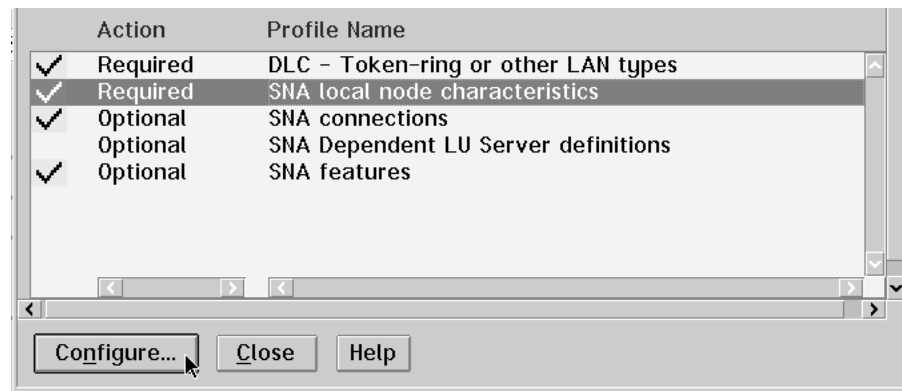 Action Profile Name
Required DLC - Token-ring or other LAN types
Required SNA local node characteristics
Optional SNA connections
Optional SNA Dependent LU Server definitions
Optional SNA features
Configure... Close Help